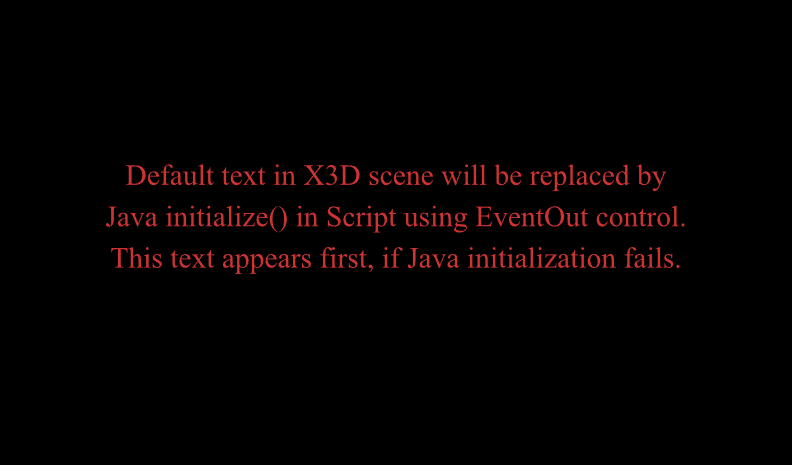 Default text in X3D scene will be replaced by
Java initialize() in Script using EventOut control.
This text appears first, if Java initialization fails.